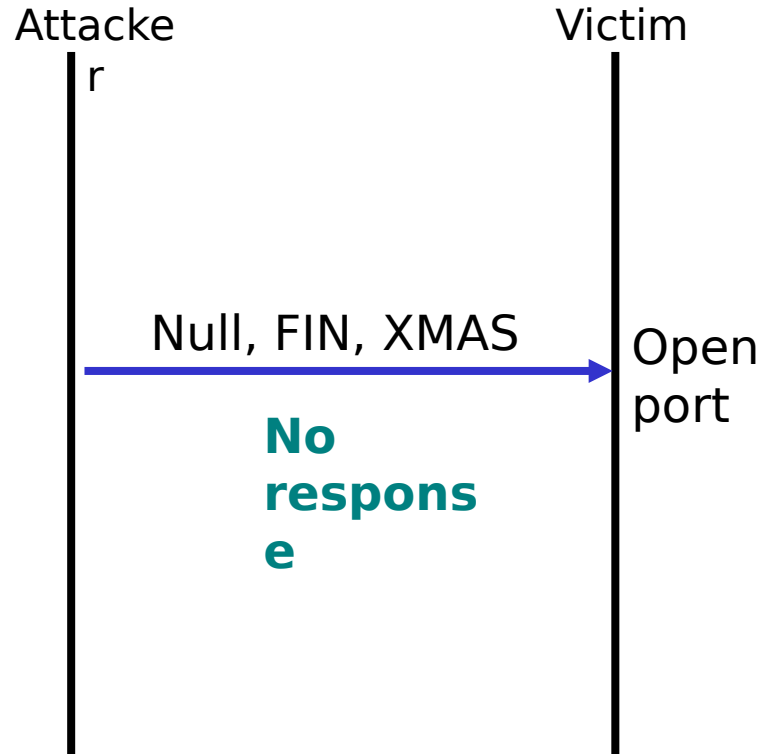 Attacke
r
Victim
Null, FIN, XMAS
Open
port
No
respons
e